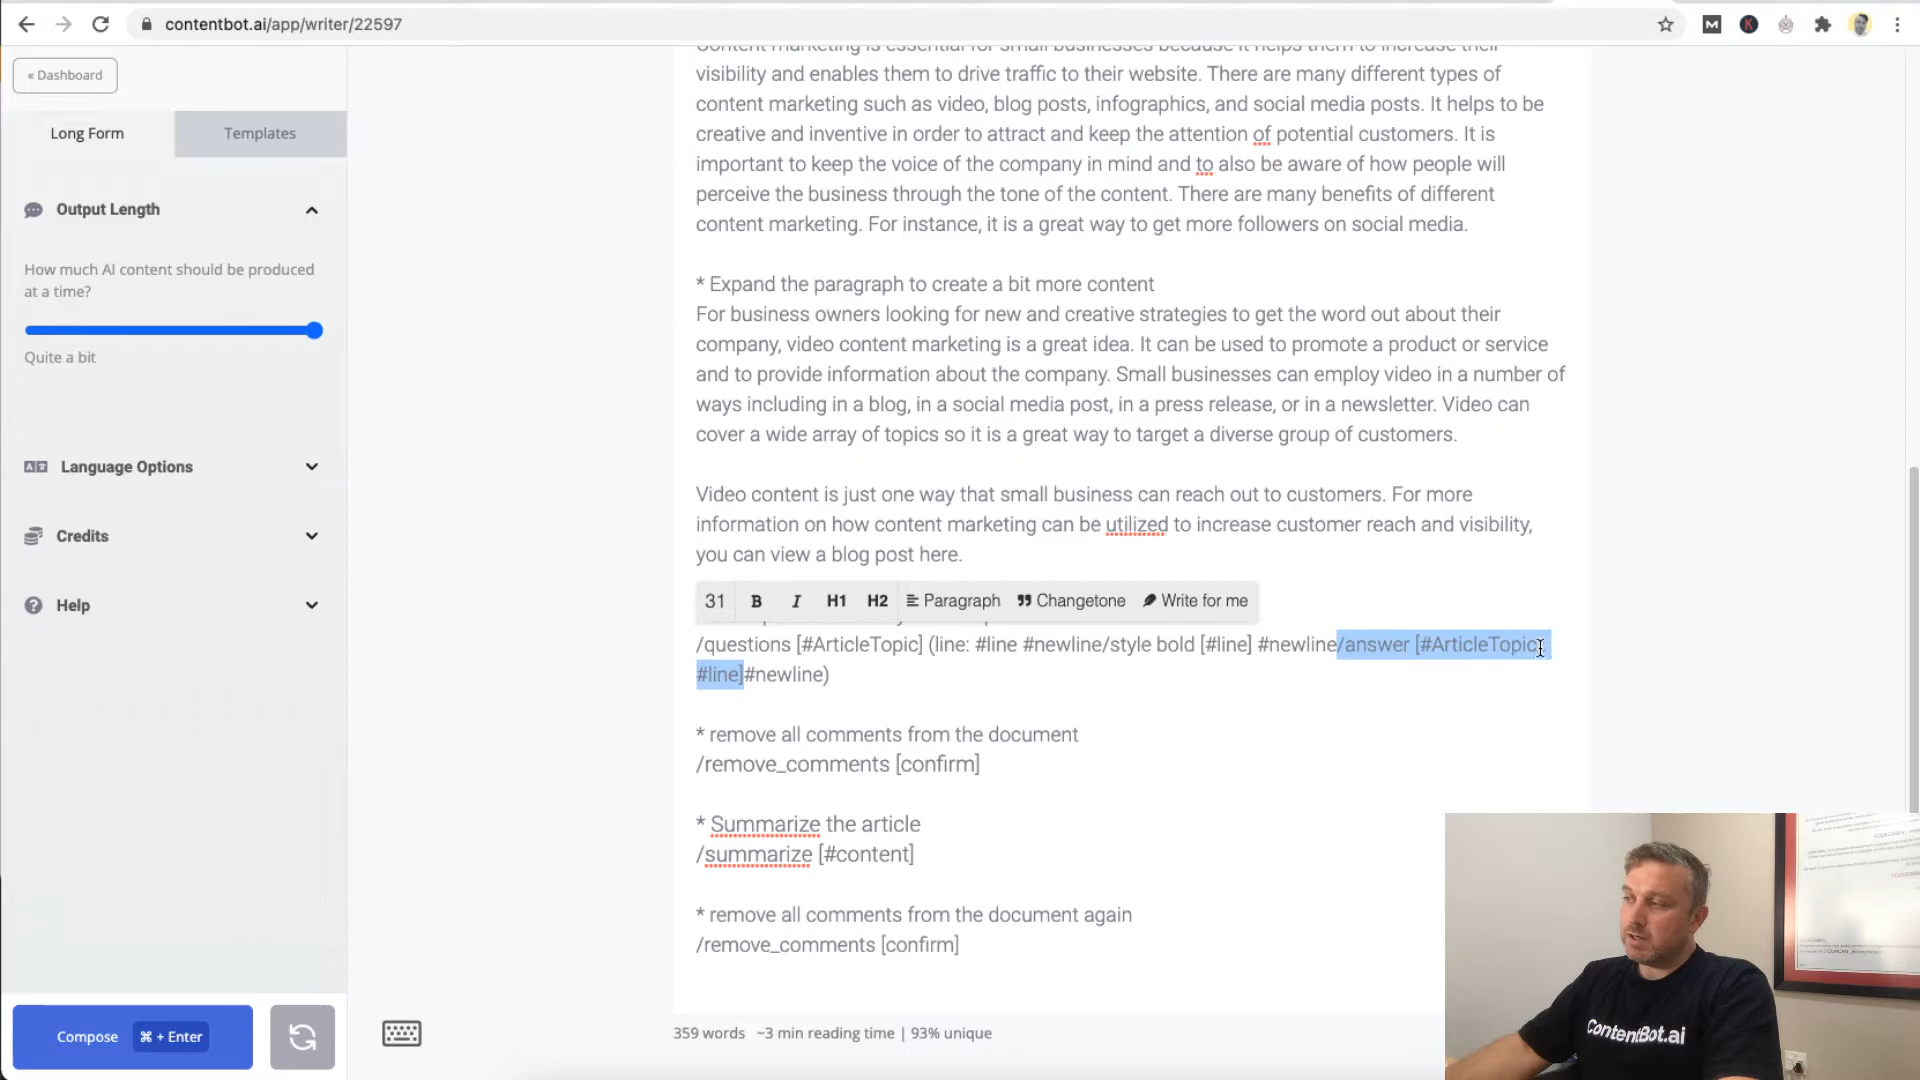 contentbot.ai/app/writer/22597
« Dashboard
Long Form
Templates
Output Length
How much AI content should be produced
at a time?
Quite a bit
Language Options
Credits
Help
Compose ⌘ + Enter
Content marketing is essential for small businesses because it helps them to increase their
visibility and enables them to drive traffic to their website. There are many different types of
content marketing such as video, blog posts, infographics, and social media posts. It helps to be
creative and inventive in order to attract and keep the attention of potential customers. It is
important to keep the voice of the company in mind and to also be aware of how people will
perceive the business through the tone of the content. There are many benefits of different
content marketing. For instance, it is a great way to get more followers on social media.
* Expand the paragraph to create a bit more content
For business owners looking for new and creative strategies to get the word out about their
company, video content marketing is a great idea. It can be used to promote a product or service
and to provide information about the company. Small businesses can employ video in a number of
ways including in a blog, in a social media post, in a press release, or in a newsletter. Video can
cover a wide array of topics so it is a great way to target a diverse group of customers.
Video content is just one way that small business can reach out to customers. For more
information on how content marketing can be utilized to increase customer reach and visibility,
you can view a blog post here.
31 B I H1 H2 Paragraph Changetone Write for me
/questions [#ArticleTopic] (line: #line #newline/style bold [#line] #newline/answer [#ArticleTopic
#line]#newline)
* remove all comments from the document
/remove_comments [confirm]
* Summarize the article
/summarize [#content]
* remove all comments from the document again
/remove_comments [confirm]
359 words ~3 min reading time | 93% unique
ContentBot.ai